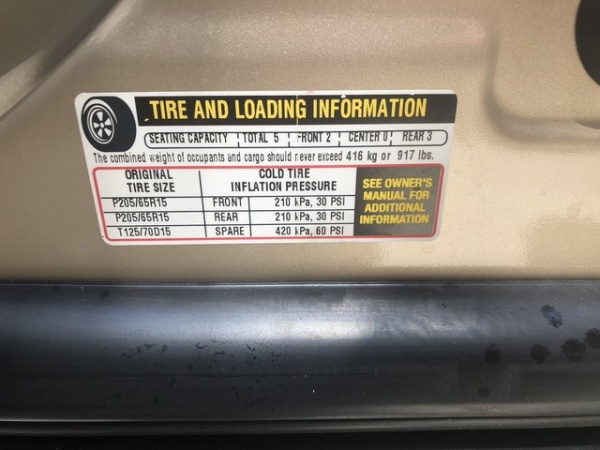 TIRE AND LOADING INFORMATION
SEATING CAPACITY TOTAL 5 FRONT 2 CENTER 0 REAR 3
The combined weight of occupants and cargo should never exceed 416 kg or 917 lbs.
ORIGINAL TIRE SIZE COLD TIRE INFLATION PRESSURE
P205/65R15 FRONT 210 kPa, 30 PSI
P205/65R15 REAR 210 kPa, 30 PSI
T125/70D15 SPARE 420 kPa, 60 PSI
SEE OWNER'S
MANUAL FOR
ADDITIONAL
INFORMATION